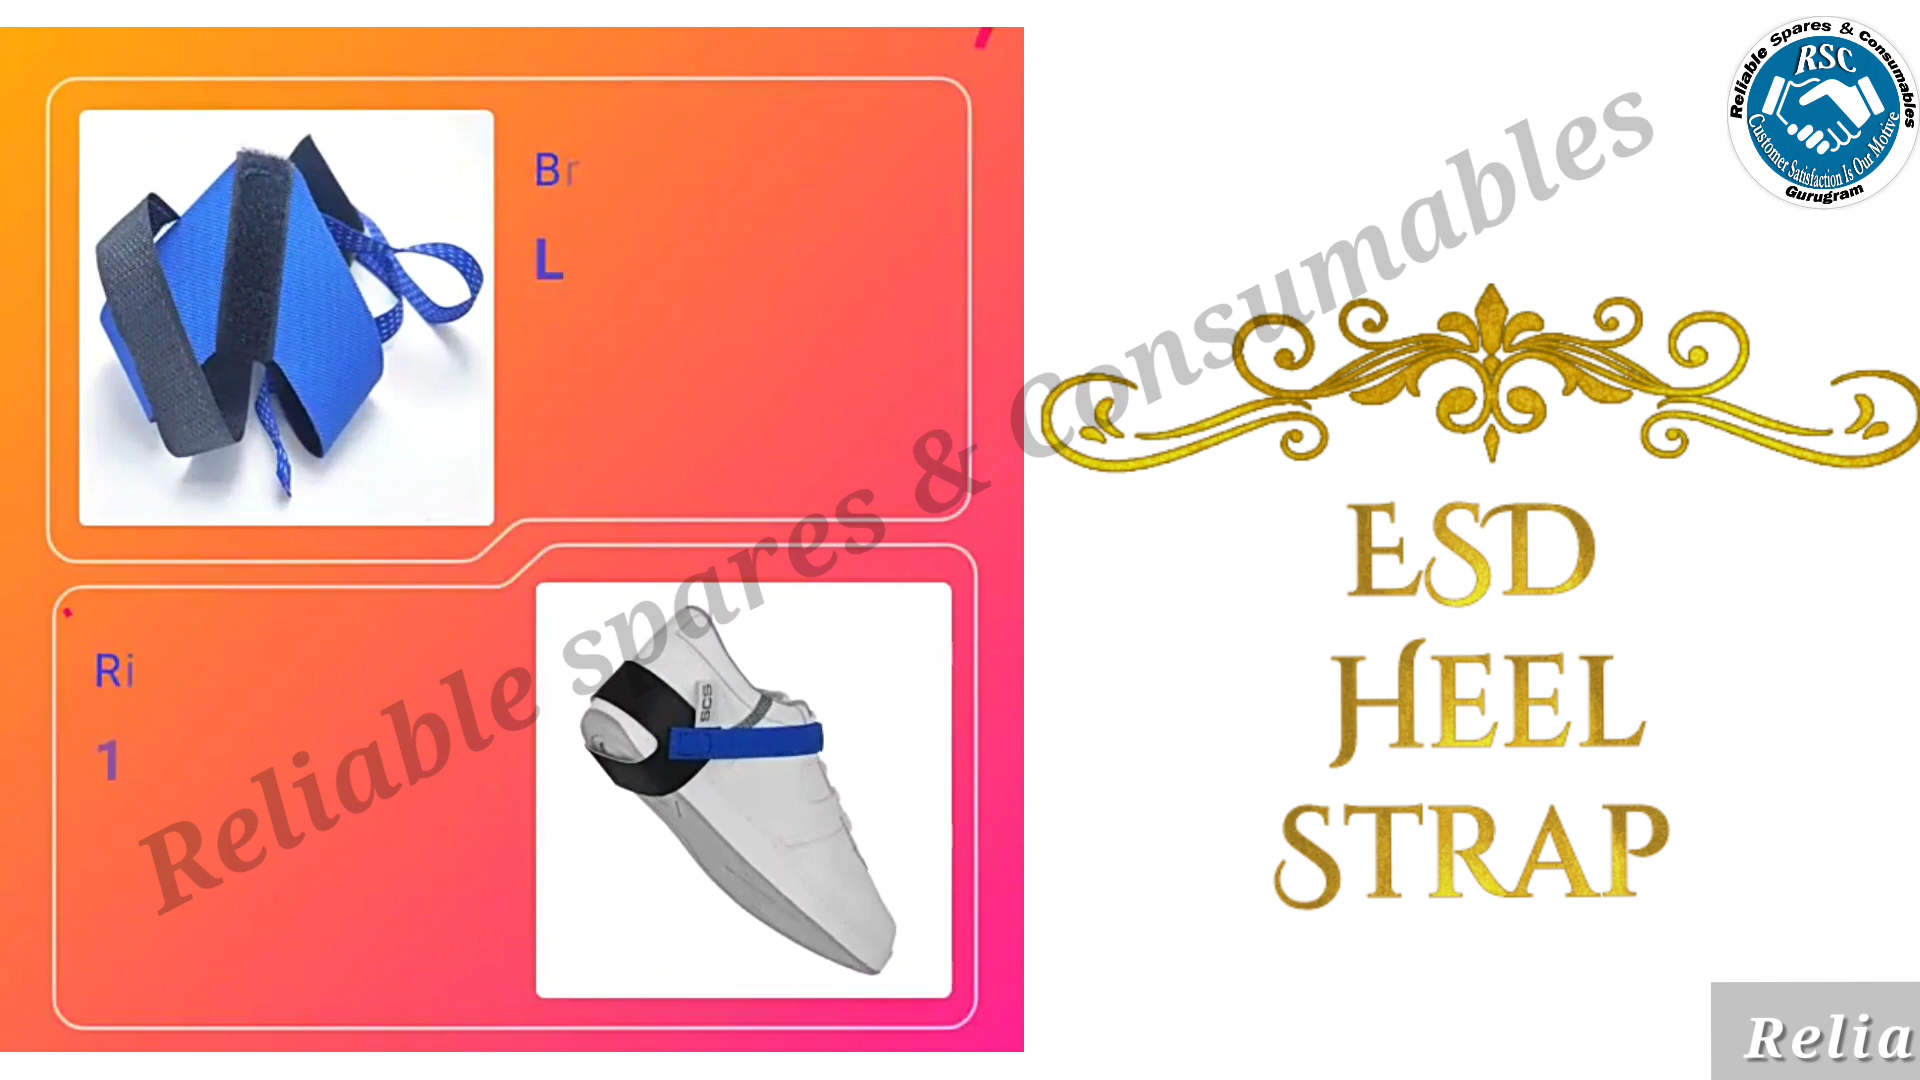 Br
L
Ri
1
SCS
Reliable spares & Consumables
Reliable Spares & Consumables
RSC
Customer Satisfaction Is Our Motive
Gurugram
ESD
HEEL
STRAP
Relia